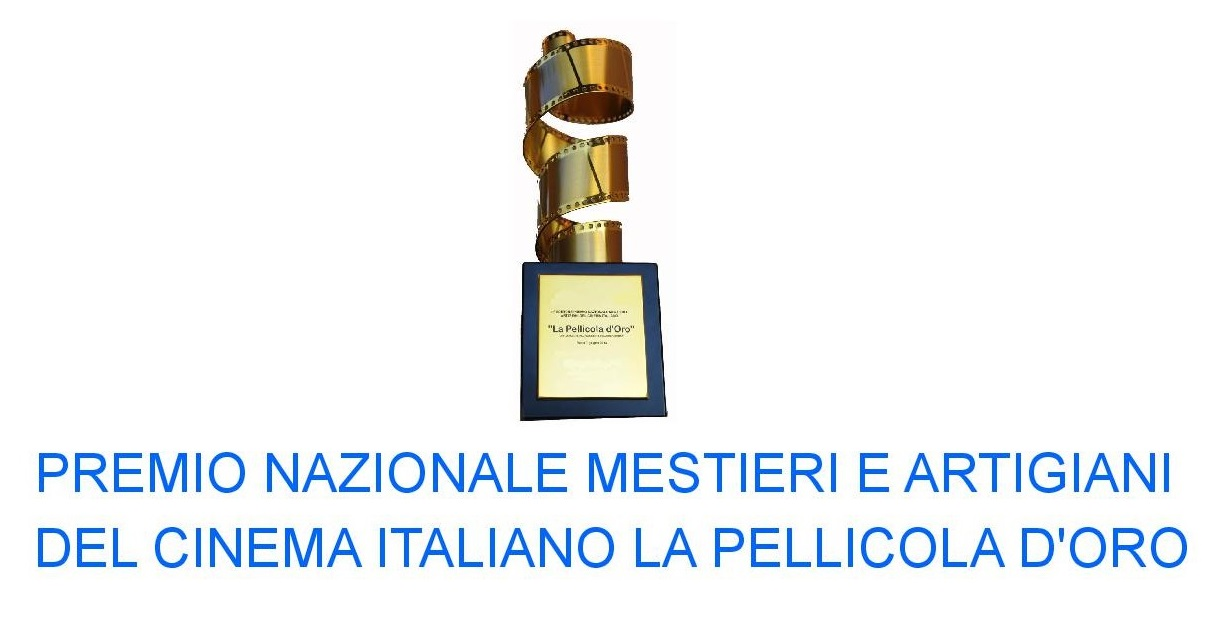 "La Pellicola d'Oro"
PREMIO NAZIONALE MESTIERI E ARTIGIANI
DEL CINEMA ITALIANO LA PELLICOLA D'ORO